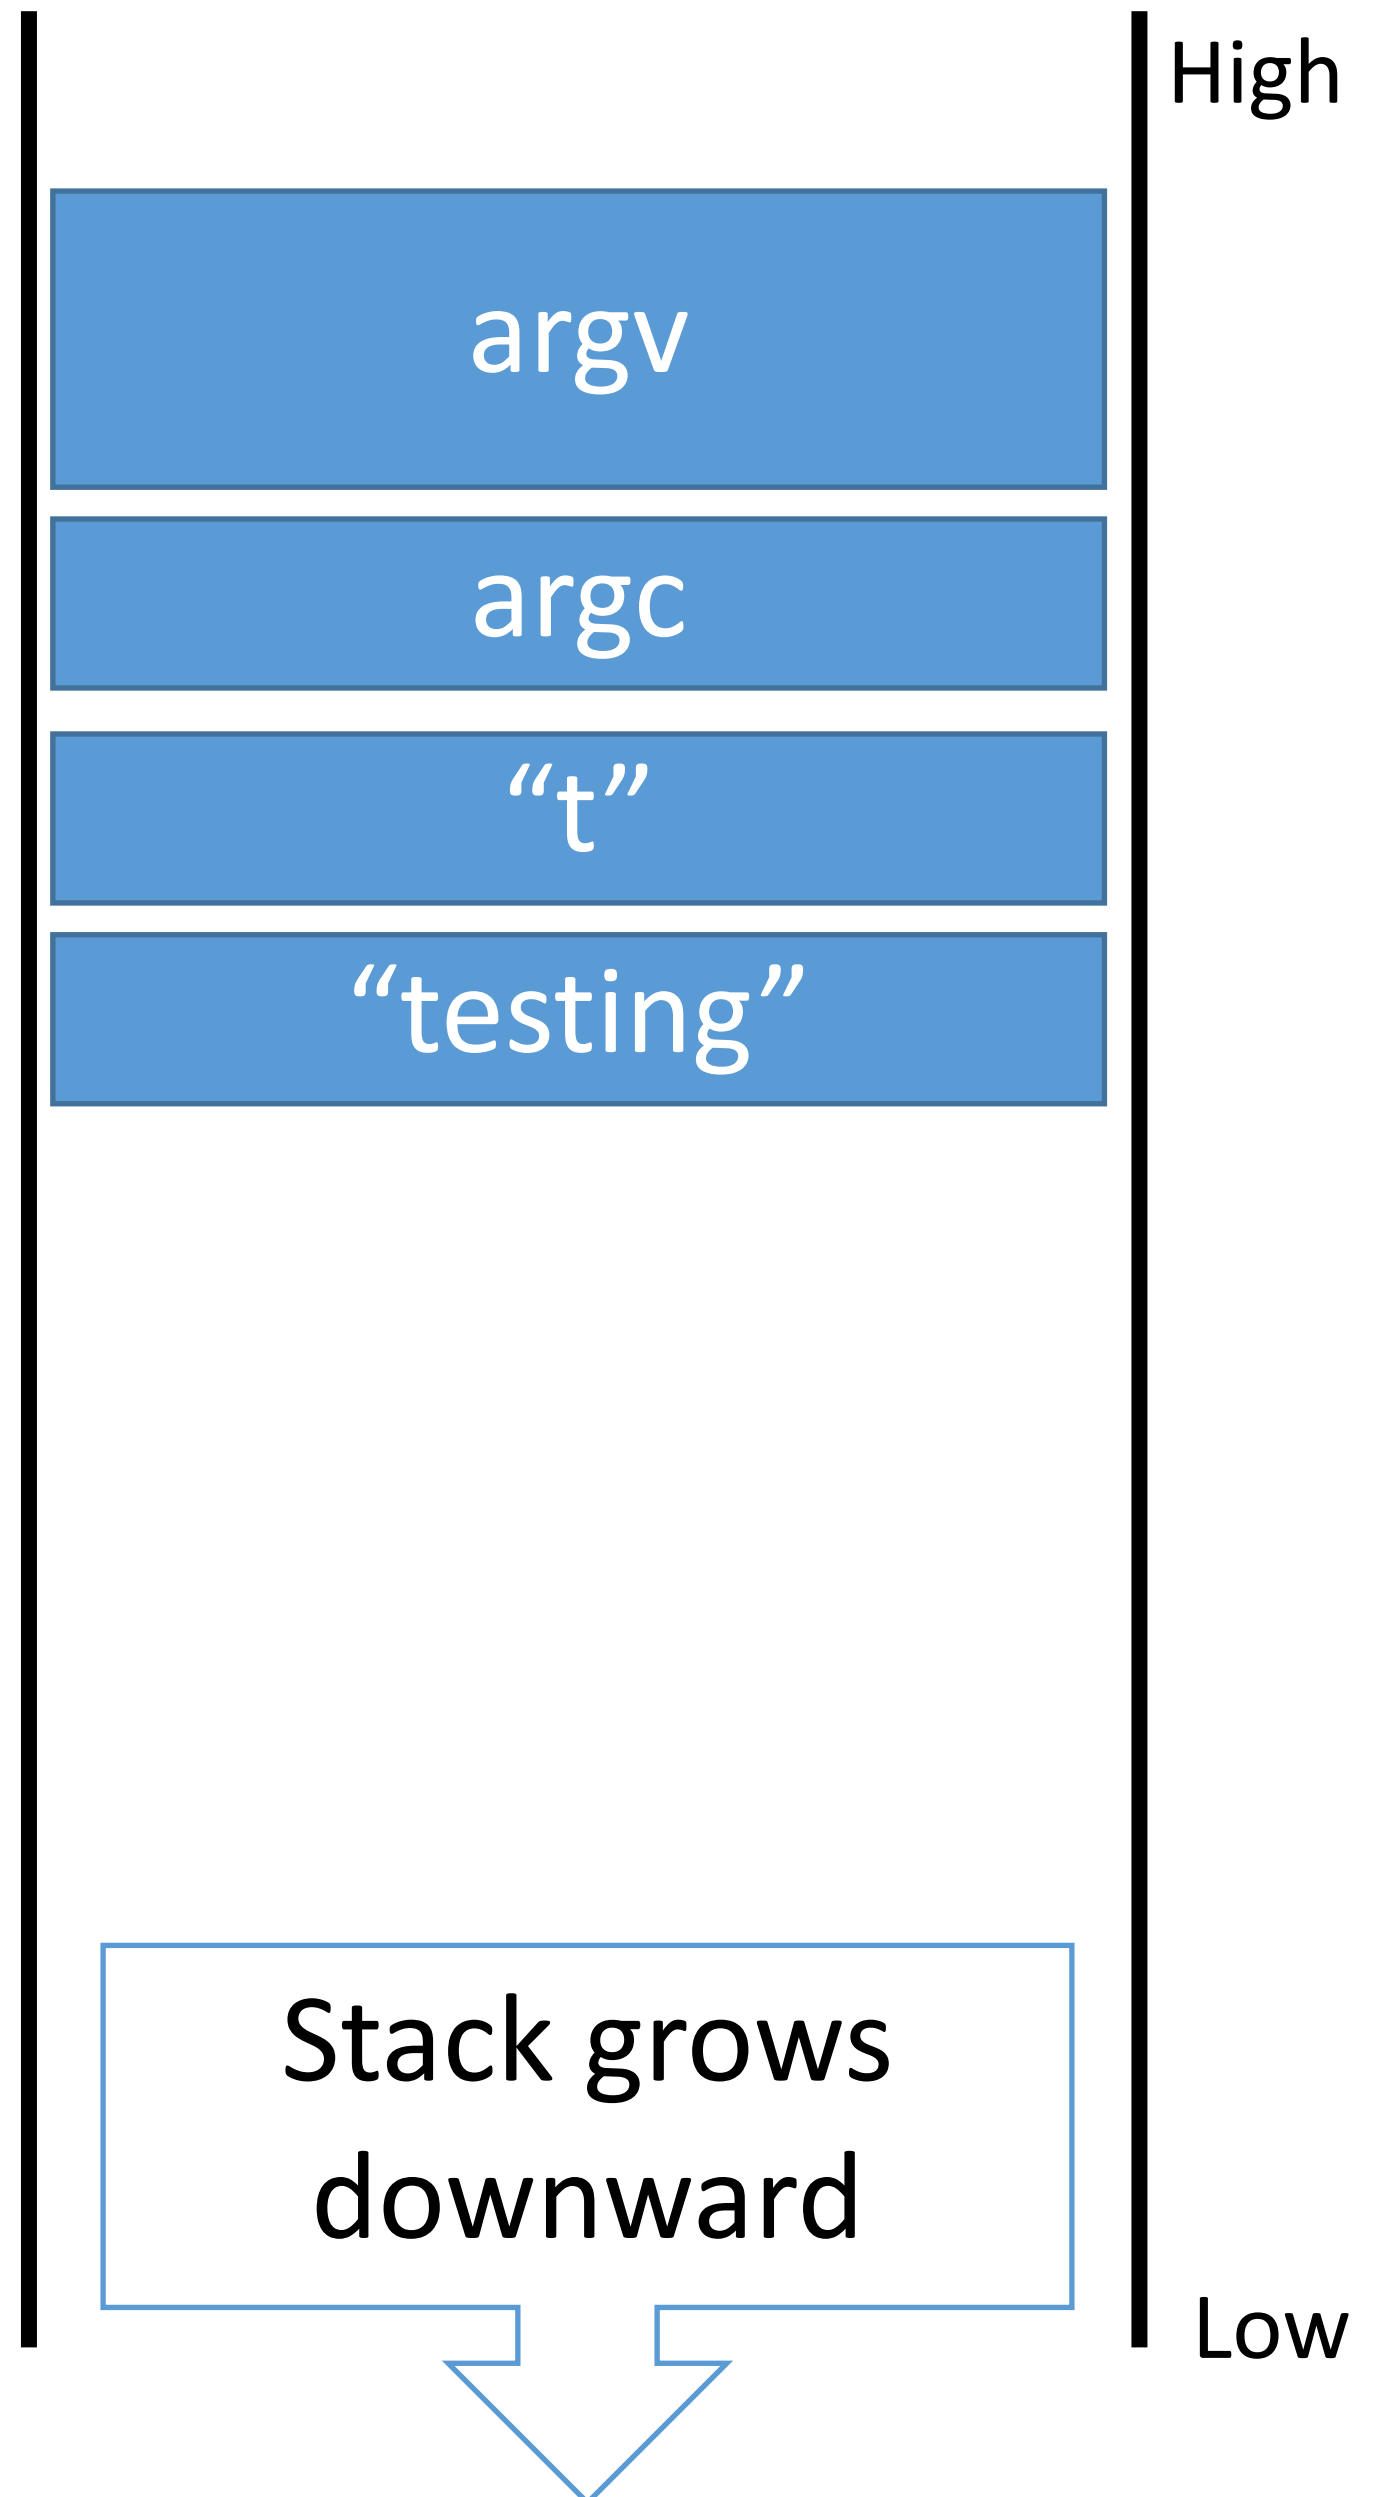 High
argv
argc
“t”
“testing”
Stack grows
downward
Low